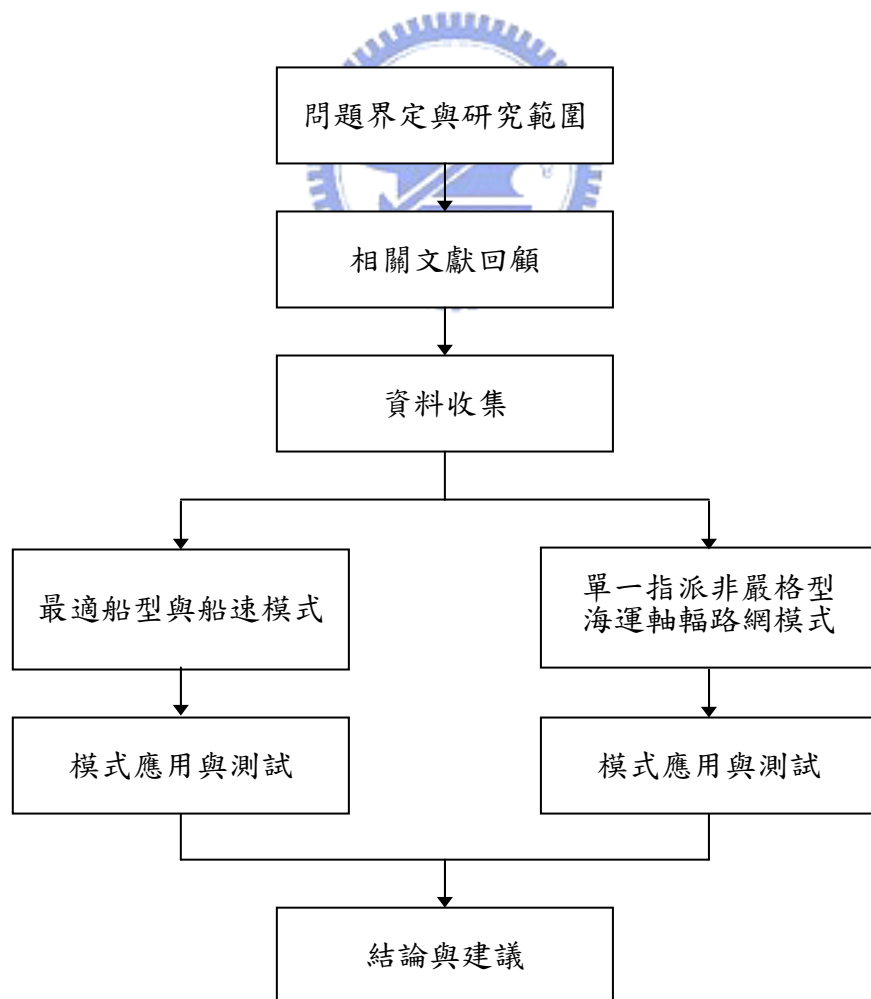 問題界定與研究範圍
相關文獻回顧
資料收集
最適船型與船速模式
單一指派非嚴格型
海運軸輻路網模式
模式應用與測試
模式應用與測試
結論與建議